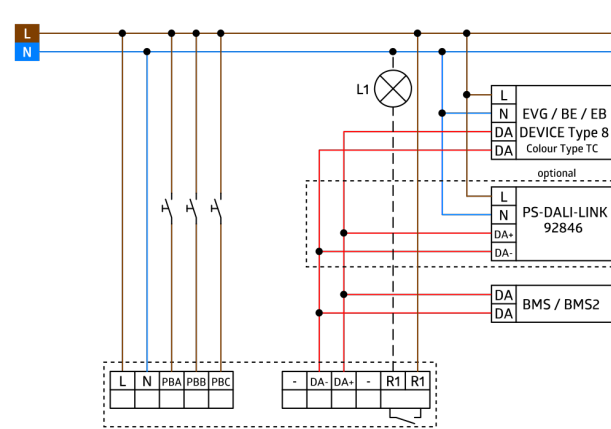 L
N
L1
L
N EVG / BE / EB
DA DEVICE Type 8
DA Colour Type TC
optional
L
N PS-DALI-LINK
DA+ 92846
DA-
DA BMS / BMS2
DA
L N PBA PBB PBC - DA- DA+ - R1 R1